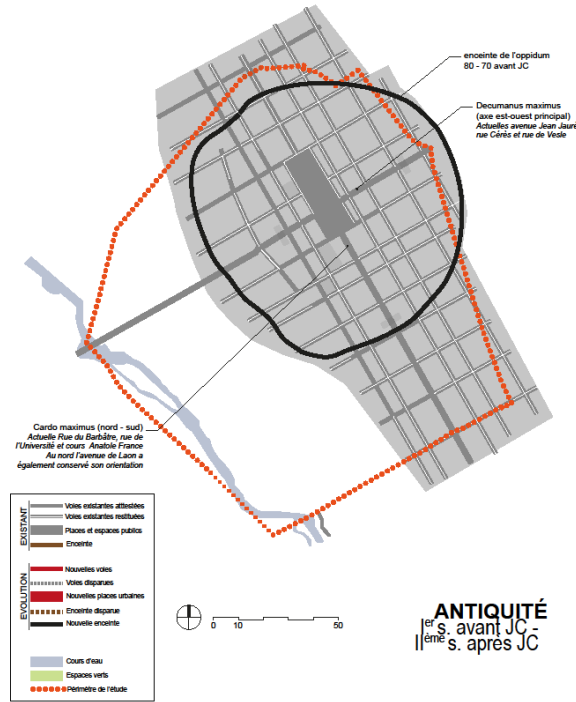 enceinte de l'oppidum
80 - 70 avant JC
Decumanus maximus
(axe est-ouest principal)
Actuelles avenue Jean Jaurè
rue Cérès et rue de Vesle
Cardo maximus (nord - sud)
Actuelle Rue du Barbâtre, rue de
l'Université et cours Anatole France
Au nord l'avenue de Laon a
également conservé son orientation
EXISTANT
Voies existantes atttestées
Voies existantes restituées
Places et espaces publics
Enceinte
EVOLUTION
Nouvelles voies
Voies disparues
Nouvelles places urbaines
Enceinte disparue
Nouvelle enceinte
Cours d'eau
Espaces verts
Périmètre de l'étude
0 10 50
ANTIQUITÉ
Ier s. avant JC -
IIème s. après JC